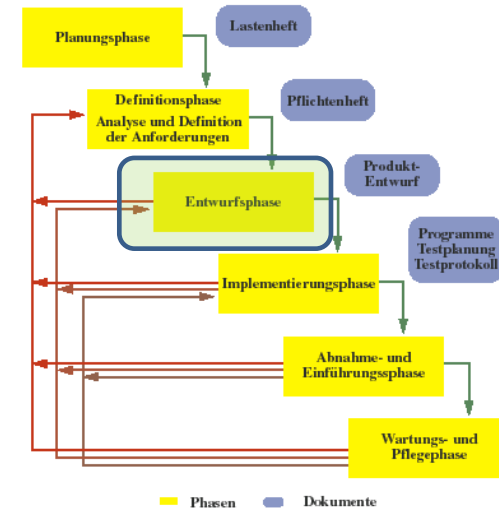 Lastenheft
Planungsphase
Definitionsphase
Analyse und Definition
der Anforderungen
Pflichtenheft
Produkt-
Entwurf
Entwurfsphase
Programme
Testplanung
Testprotokoll
Implementierungsphase
Abnahme- und
Einführungssphase
Wartungs- und
Pflegephase
Phasen
Dokumente